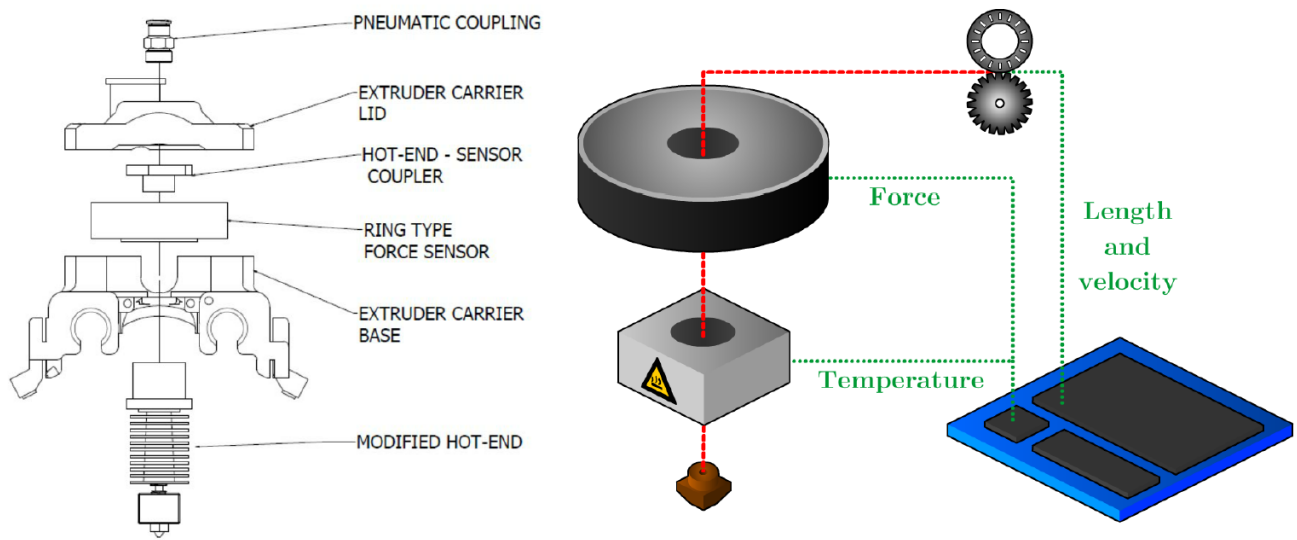 PNEUMATIC COUPLING
EXTRUDER CARRIER
LID
HOT-END - SENSOR
COUPLER
RING TYPE
FORCE SENSOR
EXTRUDER CARRIER
BASE
MODIFIED HOT-END
Force
Length
and
velocity
Temperature